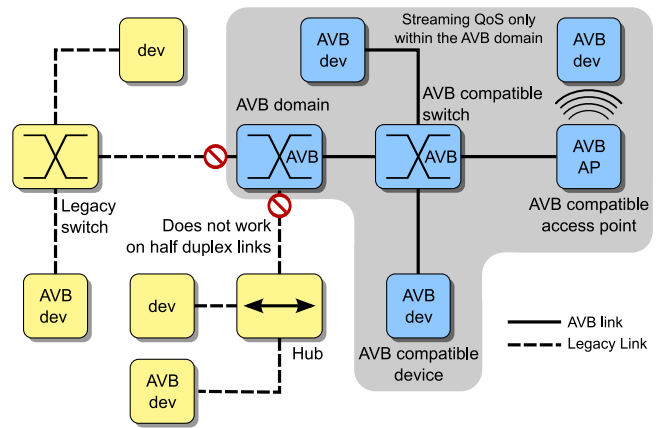 dev
AVB
dev
Streaming QoS only
within the AVB domain
AVB
dev
AVB domain
AVB compatible
switch
AVB
AVB
AVB
AP
Legacy
switch
Does not work
on half duplex links
AVB compatible
access point
AVB
dev
dev
Hub
AVB
dev
AVB compatible
device
AVB
dev
AVB link
Legacy Link